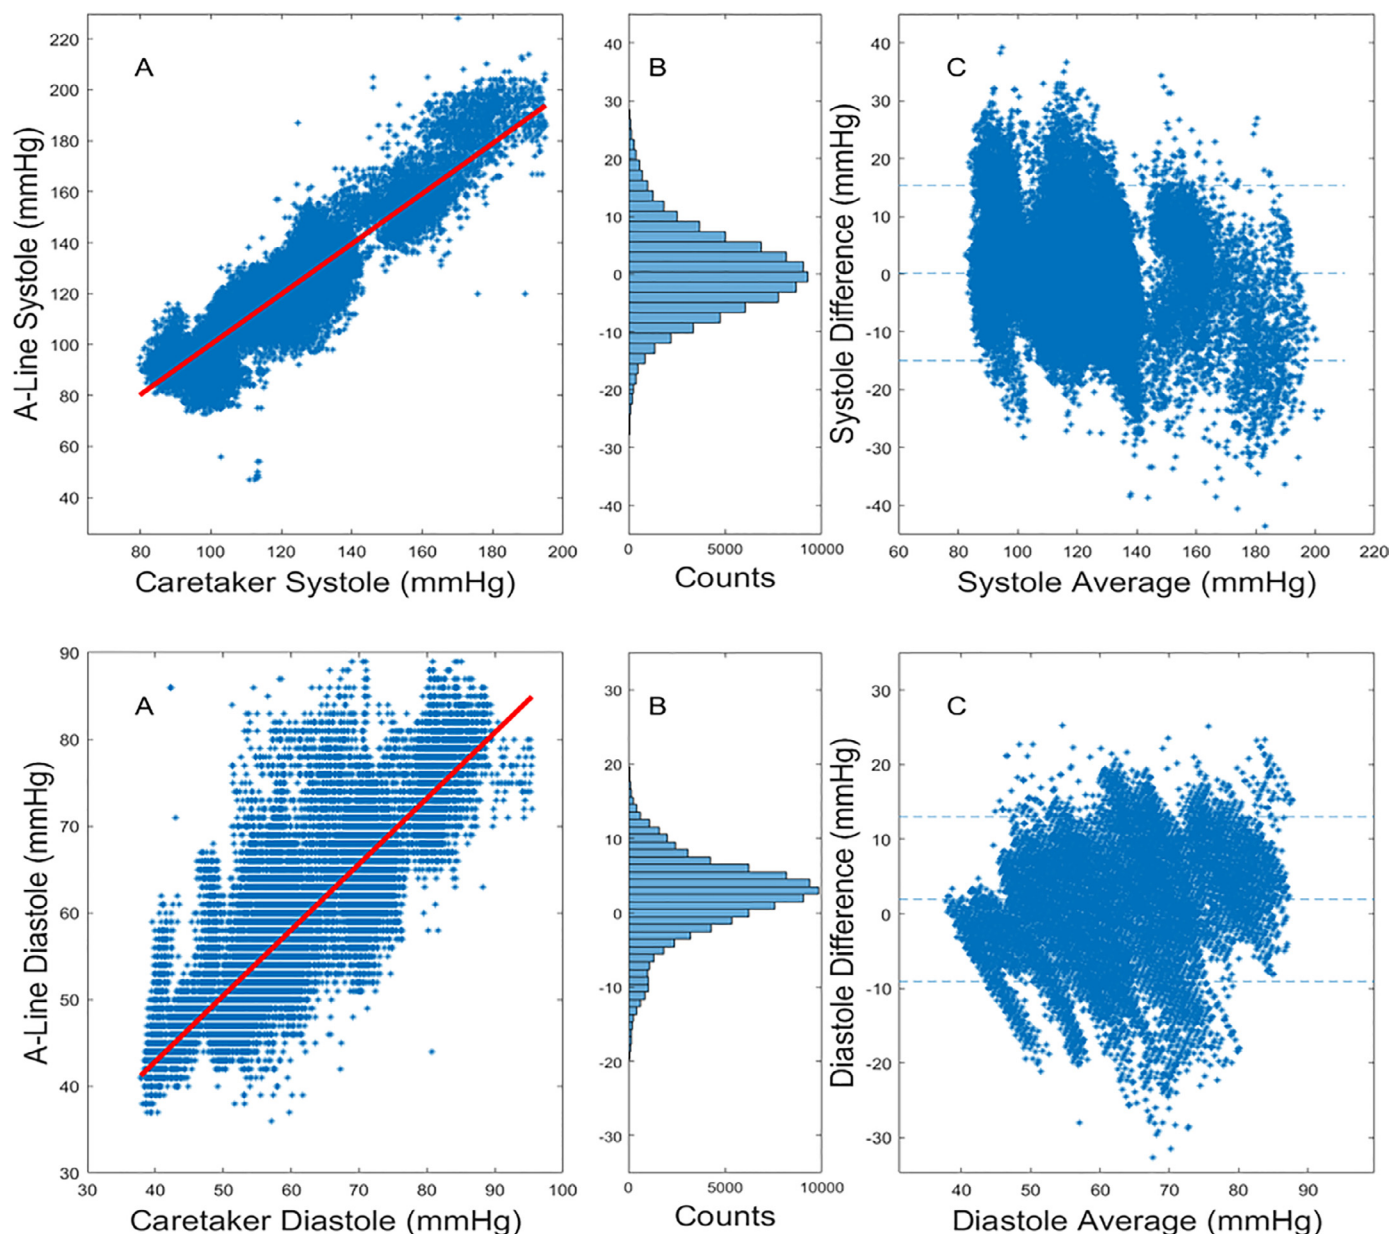 A
A-Line Systole (mmHg)
220
200
180
160
140
120
100
80
60
40
80 100 120 140 160 180 200
Caretaker Systole (mmHg)
B
40
30
20
10
0
-10
-20
-30
-40
0 5000 10000
Counts
C
Systole Difference (mmHg)
40
30
20
10
0
-10
-20
-30
-40
60 80 100 120 140 160 180 200 220
Systole Average (mmHg)
A
A-Line Diastole (mmHg)
90
80
70
60
50
40
30
30 40 50 60 70 80 90 100
Caretaker Diastole (mmHg)
B
30
20
10
0
-10
-20
-30
0 5000 10000
Counts
C
Diastole Difference (mmHg)
30
20
10
0
-10
-20
-30
40 50 60 70 80 90
Diastole Average (mmHg)